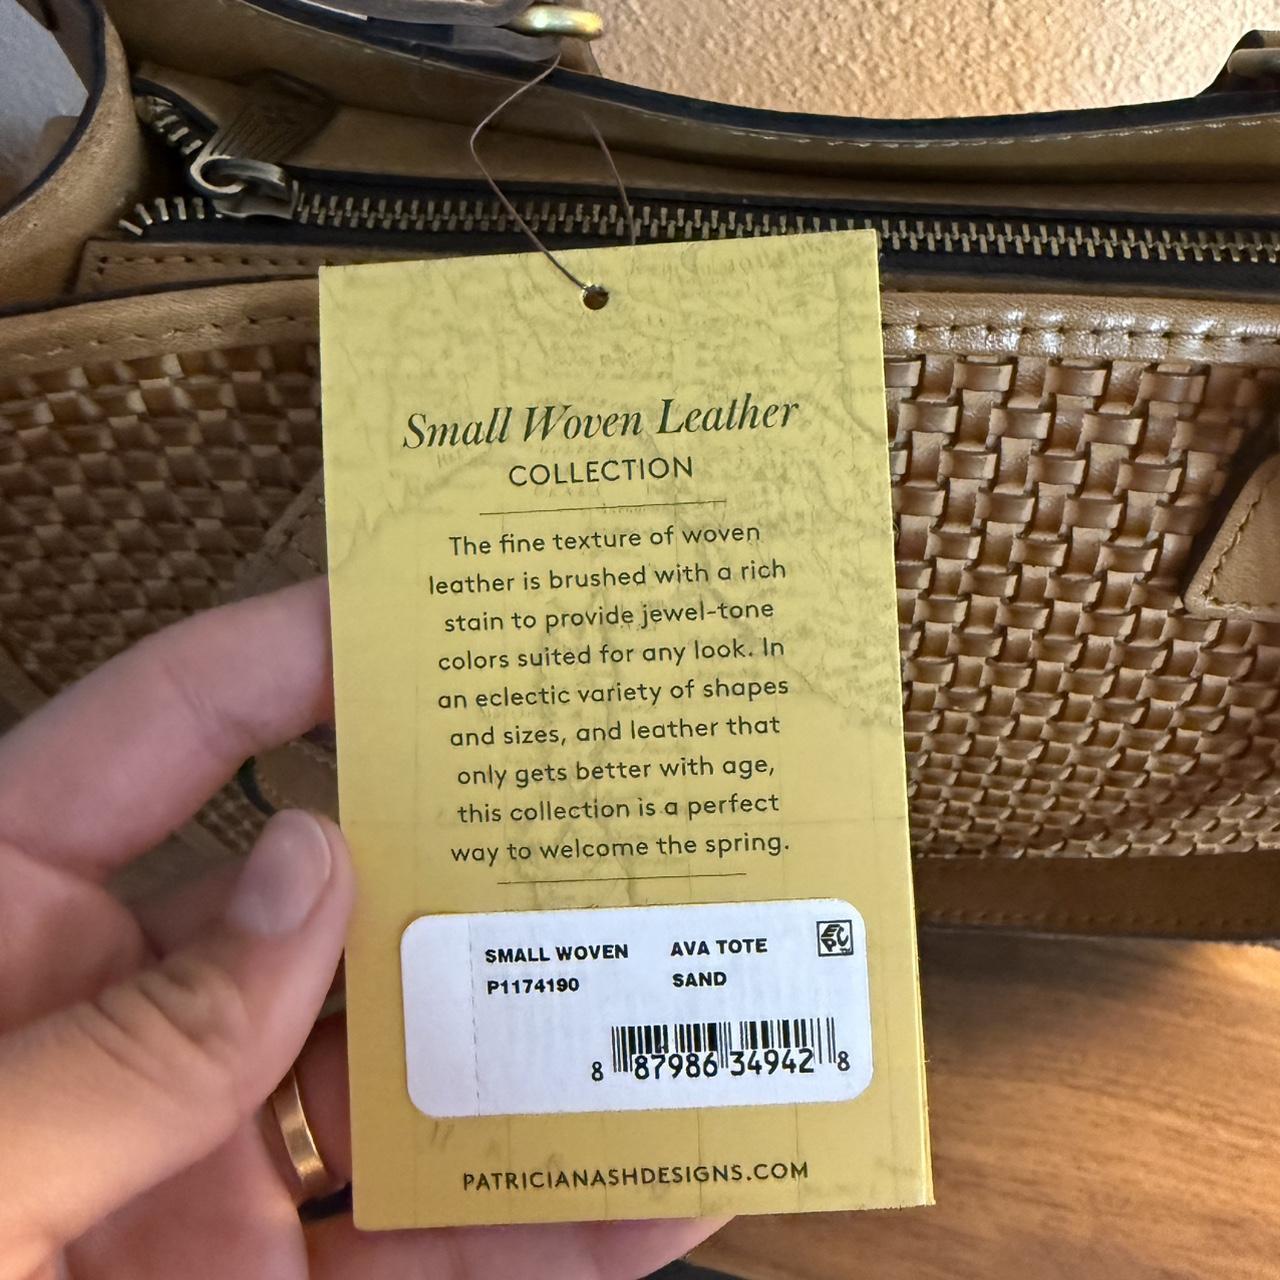 Small Woven Leather
COLLECTION
The fine texture of woven
leather is brushed with a rich
stain to provide jewel-tone
colors suited for any look. In
an eclectic variety of shapes
and sizes, and leather that
only gets better with age,
this collection is a perfect
way to welcome the spring.
SMALL WOVEN AVA TOTE
P1174190 SAND
EPC
8 87986 34942 8
PATRICIANASHDESIGNS.COM